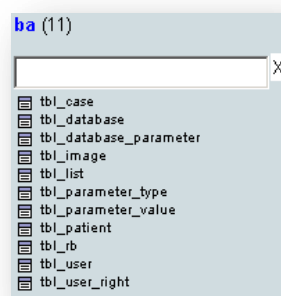 ba (11)
X
tbl_case
tbl_database
tbl_database_parameter
tbl_image
tbl_list
tbl_parameter_type
tbl_parameter_value
tbl_patient
tbl_rb
tbl_user
tbl_user_right